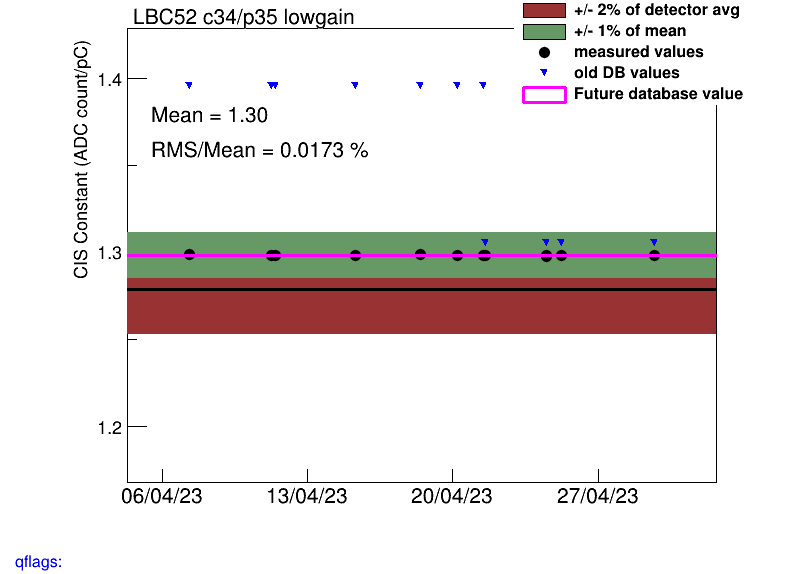 LBC52 c34/p35 lowgain
+/- 2% of detector avg
+/- 1% of mean
measured values
old DB values
Future database value
CIS Constant (ADC count/pC)
1.4
Mean = 1.30
RMS/Mean = 0.0173 %
1.3
1.2
06/04/23 13/04/23 20/04/23 27/04/23
qflags: